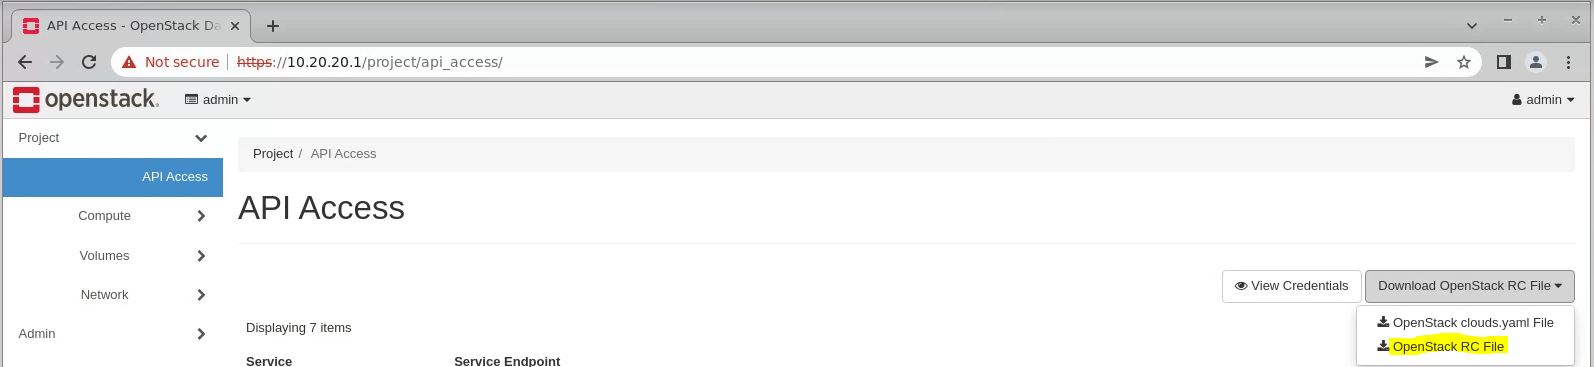 API Access - OpenStack Da
Not secure https://10.20.20.1/project/api_access/
openstack. admin admin
Project
API Access
Compute
Volumes
Network
Admin
Project / API Access
API Access
View Credentials Download OpenStack RC File
OpenStack clouds.yaml File
OpenStack RC File
Displaying 7 items
Service Service Endpoint